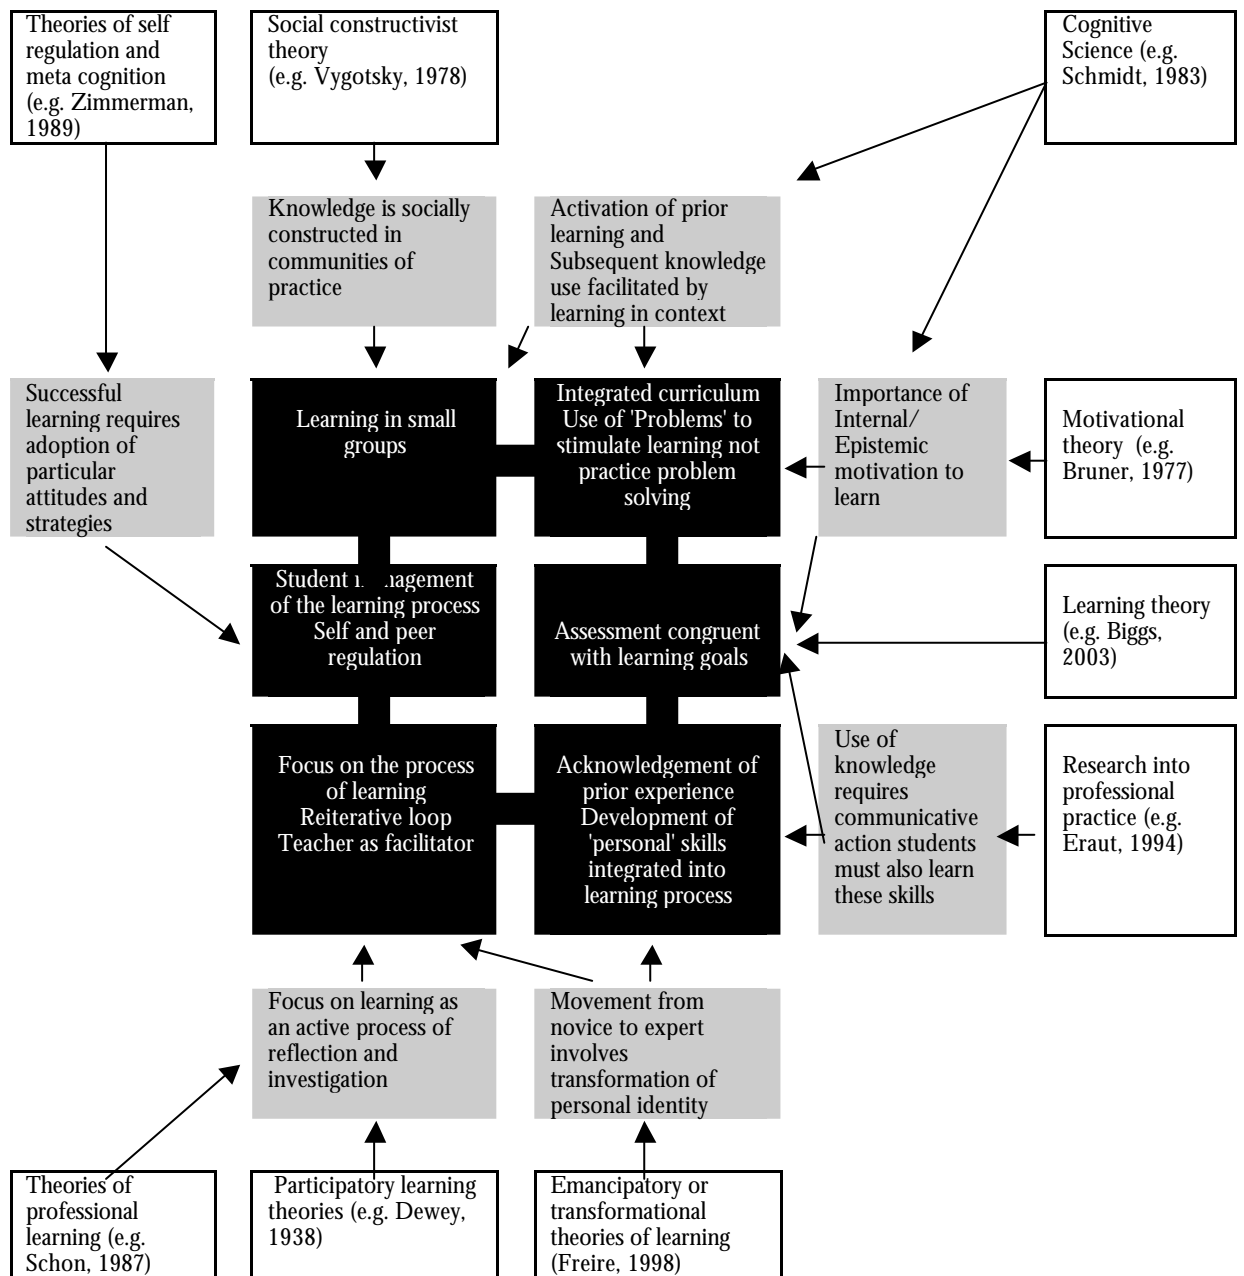 Theories of self
regulation and
meta cognition
(e.g. Zimmerman,
1989)
Social constructivist
theory
(e.g. Vygotsky, 1978)
Cognitive
Science (e.g.
Schmidt, 1983)
Knowledge is socially
constructed in
communities of
practice
Activation of prior
learning and
Subsequent knowledge
use facilitated by
learning in context
Successful
learning requires
adoption of
particular
attitudes and
strategies
Learning in small
groups
Integrated curriculum
Use of 'Problems' to
stimulate learning not
practice problem
solving
Importance of
Internal/
Epistemic
motivation to
learn
Motivational
theory (e.g.
Bruner, 1977)
Student
of the learning process
Self and peer
regulation
Assessment congruent
with learning goals
Learning theory
(e.g. Biggs,
2003)
Focus on the process
of learning
Reiterative loop
Teacher as facilitator
Acknowledgement of
prior experience
Development of
'personal' skills
integrated into
learning process
Use of
knowledge
requires
communicative
action students
must also learn
these skills
Research into
professional
practice (e.g.
Eraut, 1994)
Focus on learning as
an active process of
reflection and
investigation
Movement from
novice to expert
involves
transformation of
personal identity
Theories of
professional
learning (e.g.
Schon, 1987)
Participatory learning
theories (e.g. Dewey,
1938)
Emancipatory or
transformational
theories of learning
(Freire, 1998)